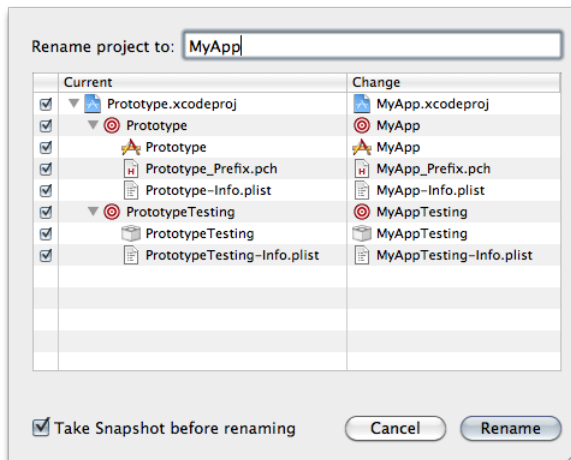 Rename project to: MyApp
Current Change
Prototype.xcodeproj MyApp.xcodeproj
Prototype MyApp
Prototype MyApp
H Prototype_Prefix.pch H MyApp_Prefix.pch
Prototype-Info.plist MyApp-Info.plist
PrototypeTesting MyAppTesting
PrototypeTesting MyAppTesting
PrototypeTesting-Info.plist MyAppTesting-Info.plist
Take Snapshot before renaming Cancel Rename